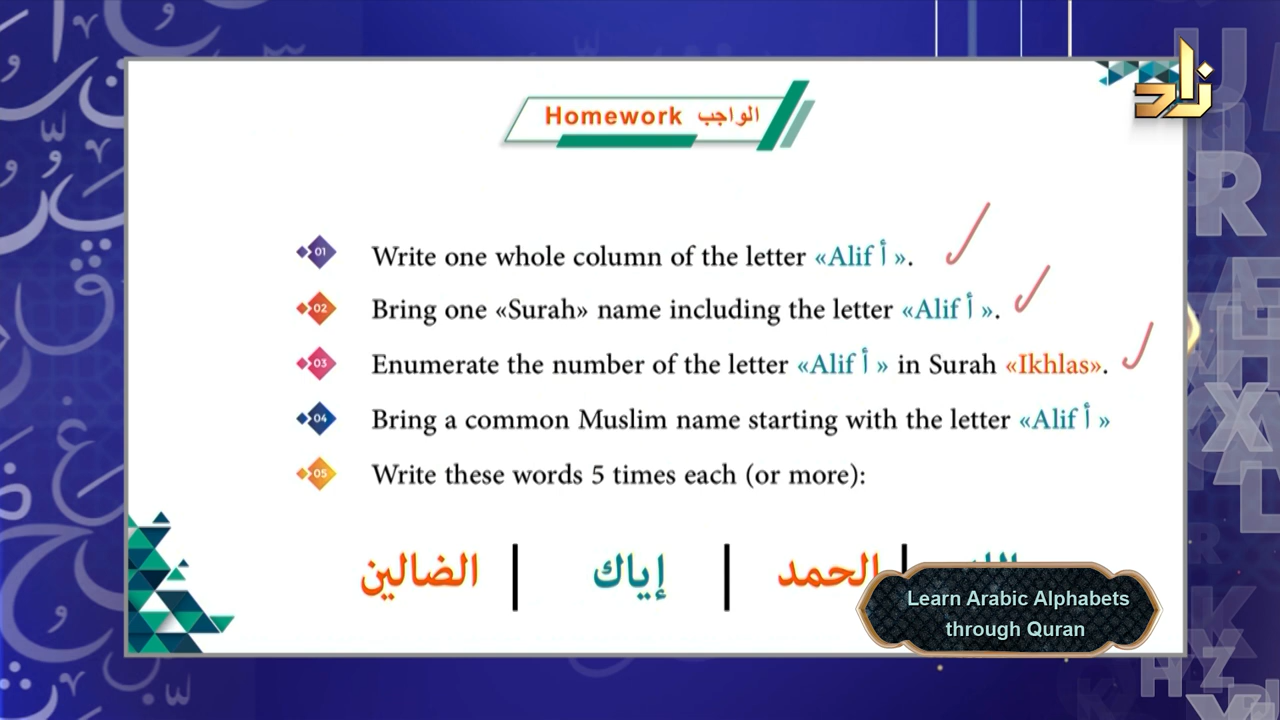 زاد
Homework الواجب
01 Write one whole column of the letter «Alif أ ».
02 Bring one «Surah» name including the letter «Alif أ ».
03 Enumerate the number of the letter «Alif أ » in Surah «Ikhlas».
04 Bring a common Muslim name starting with the letter «Alif أ »
05 Write these words 5 times each (or more):
الحمد | إياك | الضالين
Learn Arabic Alphabets
through Quran